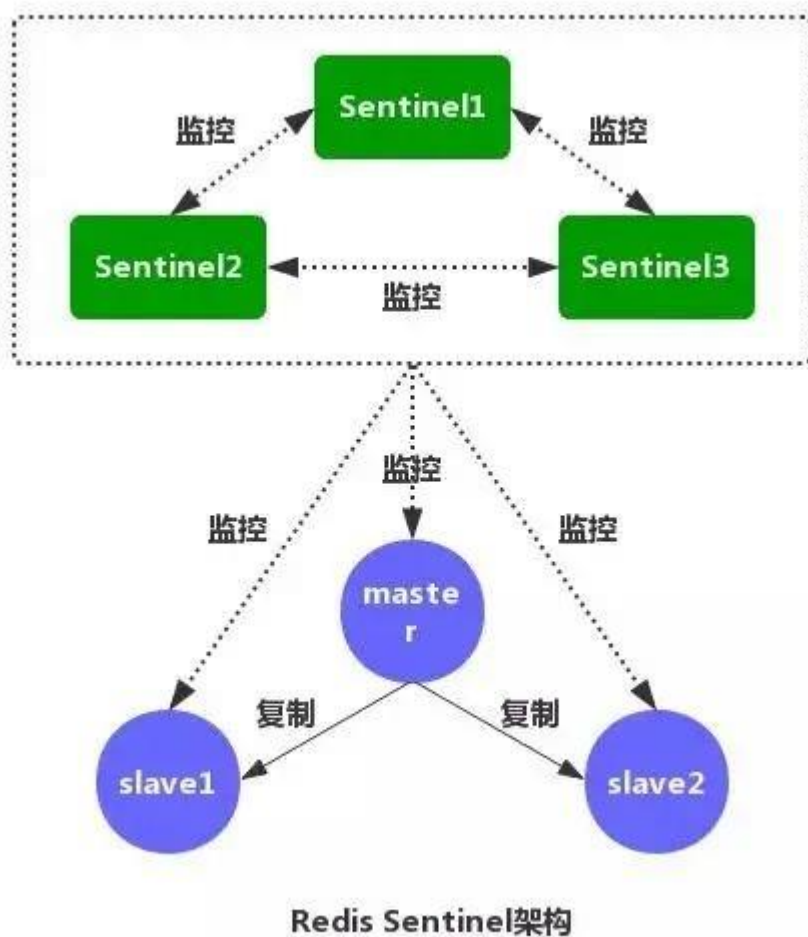 Sentinel1
监控
监控
Sentinel2
Sentinel3
监控
监控
监控
监控
maste
r
复制
复制
slave1
slave2
Redis Sentinel架构